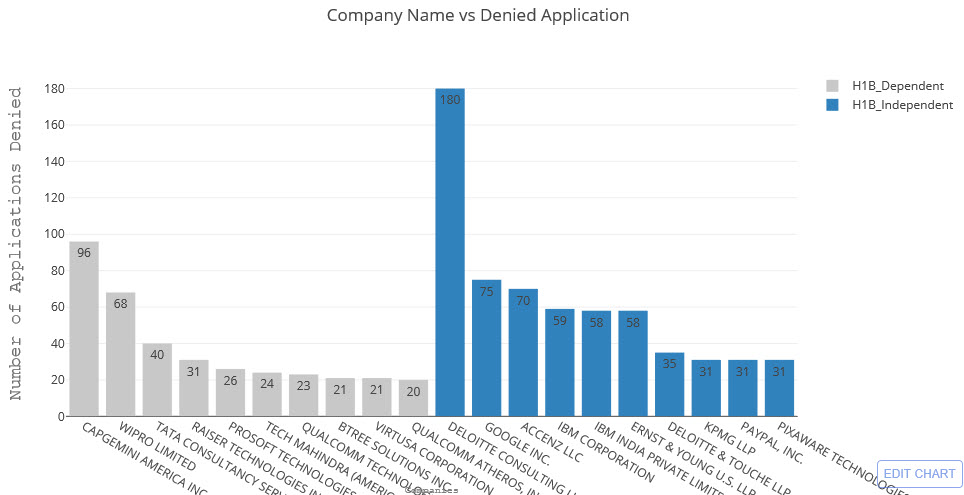 Company Name vs Denied Application
H1B_Dependent
H1B_Independent
Number of Applications Denied
180
160
140
120
100
80
60
40
20
0
96
68
40
31
26
24
23
21
21
20
180
75
70
59
58
58
35
31
31
31
CAPGEMINI AMERICA INC
WIPRO LIMITED
TATA CONSULTANCY SERV
RAISER TECHNOLOGIES IN
PROSOFT TECHNOLOGIES
TECH MAHINDRA (AMERIC
QUALCOMM TECHNOLO
BTREE SOLUTIONS INC.
VIRTUSA CORPORATION
QUALCOMM ATHEROS, IN
DELOITTE CONSULTING LL
GOOGLE INC.
ACCENZ LLC
IBM CORPORATION
IBM INDIA PRIVATE LIMITE
ERNST & YOUNG U.S. LLP
DELOITTE & TOUCHE LLP
KPMG LLP
PAYPAL, INC.
PIXAWARE TECHNOLOGIES
EDIT CHART